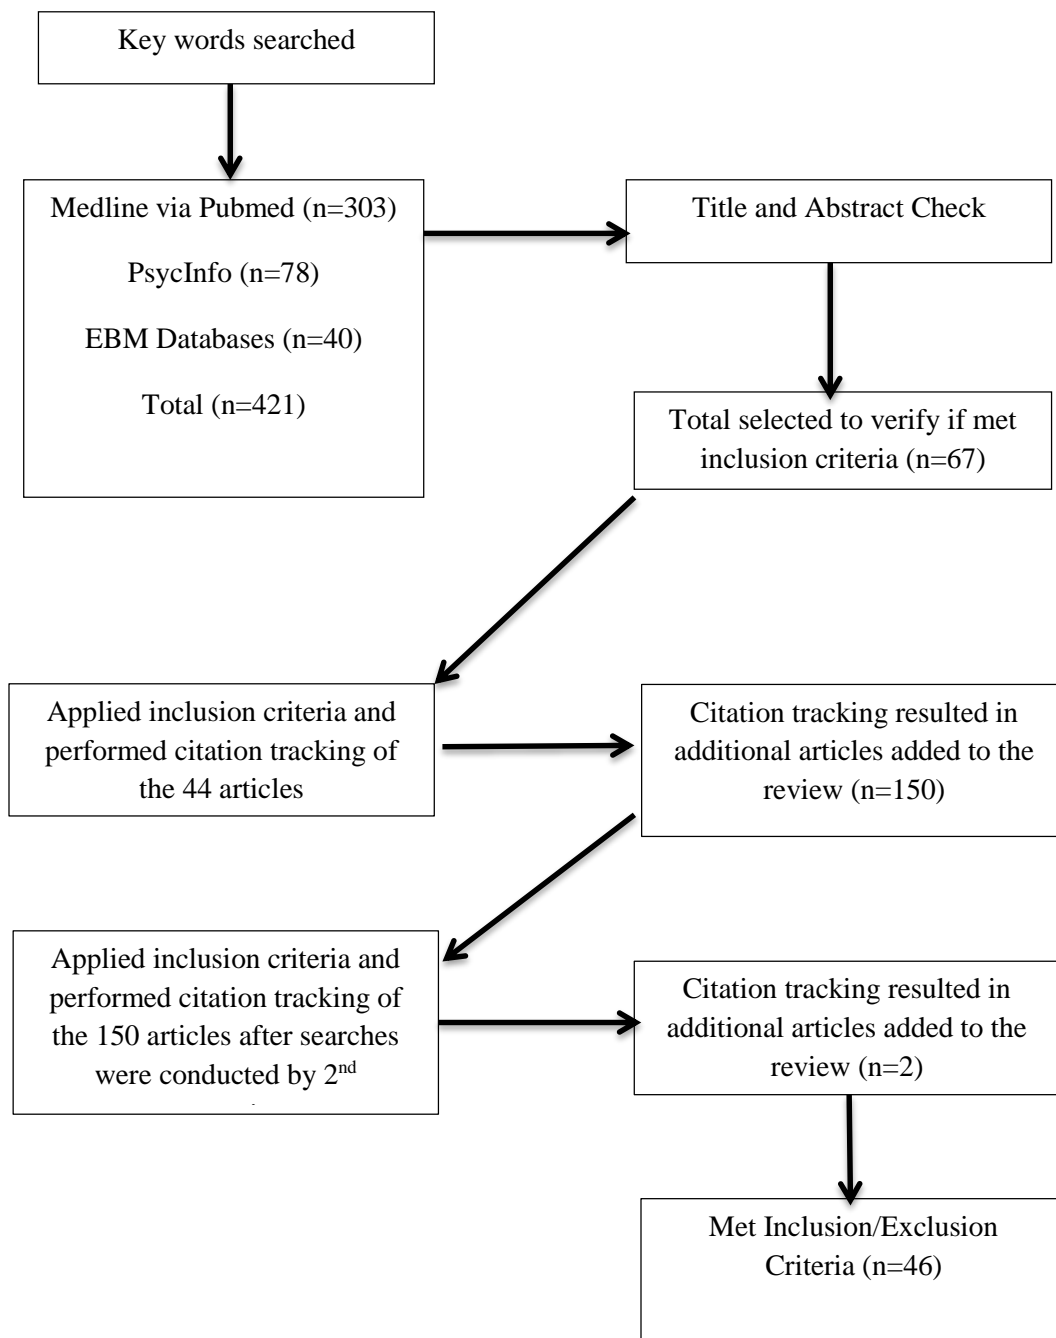 Key words searched
Medline via Pubmed (n=303)
PsycInfo (n=78)
EBM Databases (n=40)
Total (n=421)
Title and Abstract Check
Total selected to verify if met
inclusion criteria (n=67)
Applied inclusion criteria and
performed citation tracking of
the 44 articles
Citation tracking resulted in
additional articles added to the
review (n=150)
Applied inclusion criteria and
performed citation tracking of
the 150 articles after searches
were conducted by 2nd
Citation tracking resulted in
additional articles added to the
review (n=2)
Met Inclusion/Exclusion
Criteria (n=46)